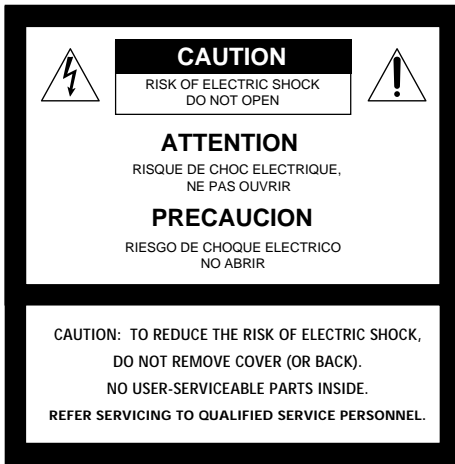 CAUTION
RISK OF ELECTRIC SHOCK
DO NOT OPEN
ATTENTION
RISQUE DE CHOC ELECTRIQUE,
NE PAS OUVRIR
PRECAUCION
RIESGO DE CHOQUE ELECTRICO
NO ABRIR
CAUTION: TO REDUCE THE RISK OF ELECTRIC SHOCK,
DO NOT REMOVE COVER (OR BACK).
NO USER-SERVICEABLE PARTS INSIDE.
REFER SERVICING TO QUALIFIED SERVICE PERSONNEL.